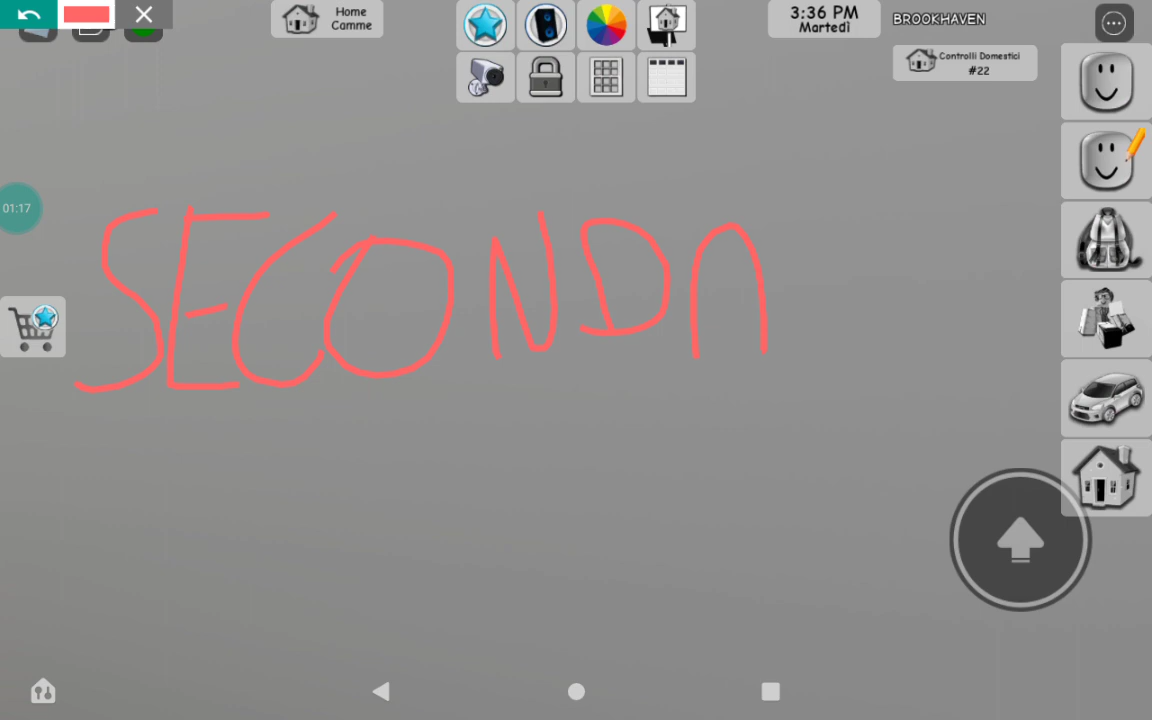 Home
Camme
3:36 PM
Martedì
BROOKHAVEN
Controlli Domestici
#22
01:17
SECONDA